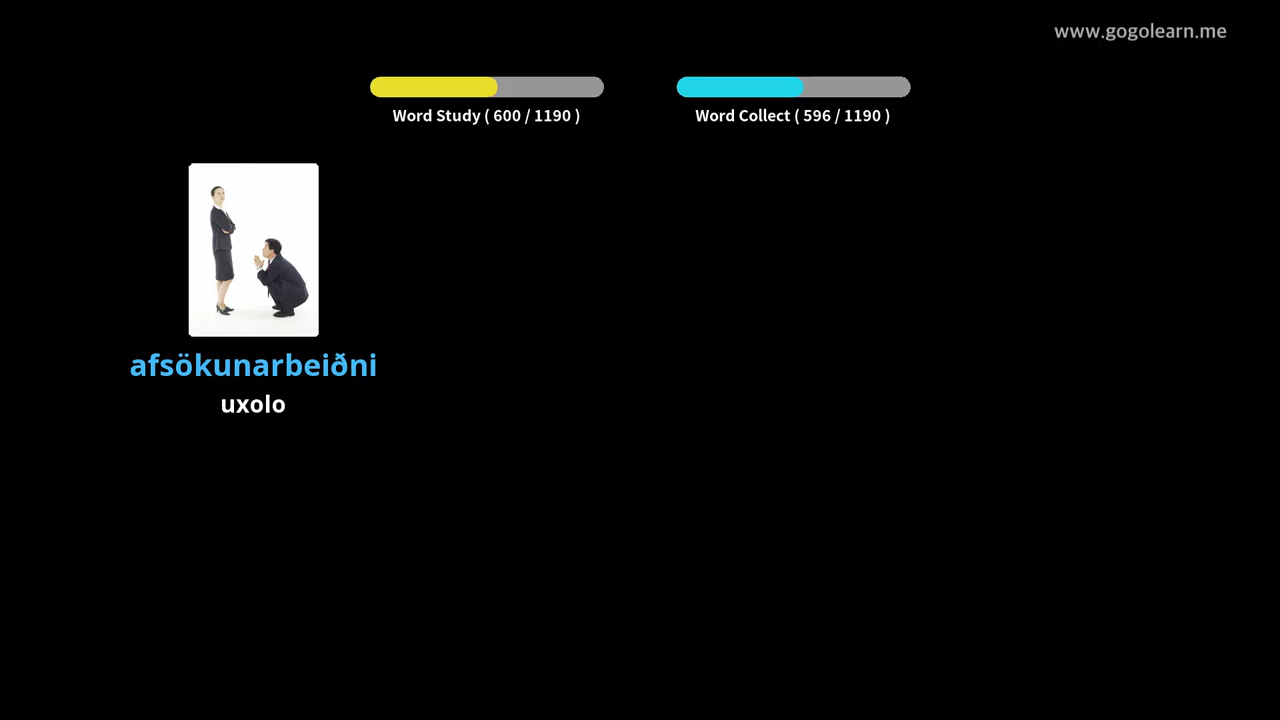 www.gogolearn.me
Word Study ( 600 / 1190 )
Word Collect ( 596 / 1190 )
afsökunarbeiðni
uxolo